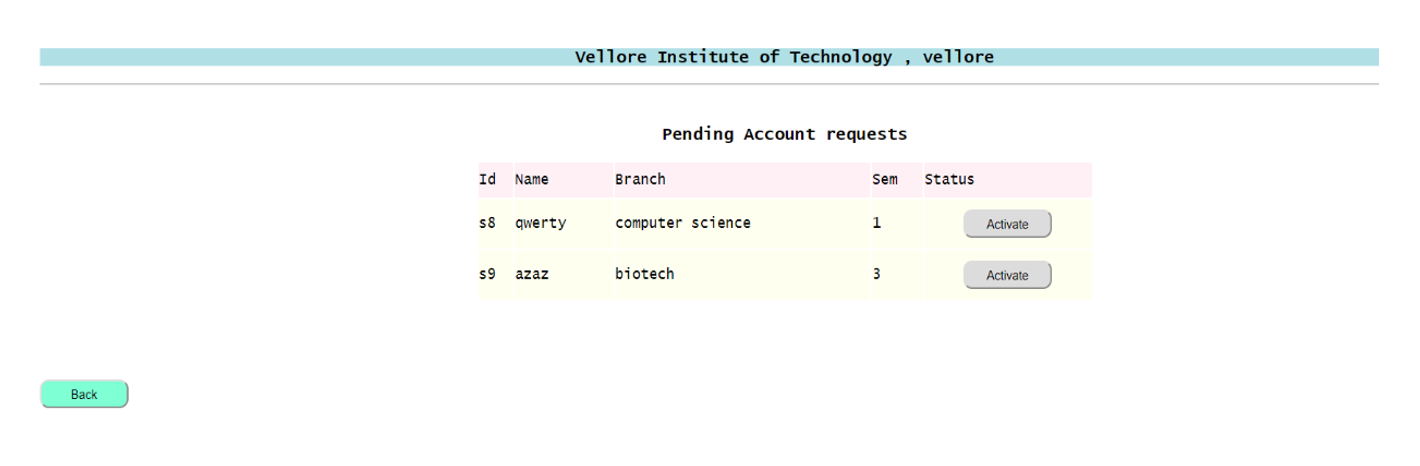 Vellore Institute of Technology , vellore
Pending Account requests
Id Name Branch Sem Status
s8 qwerty computer science 1 Activate
s9 azaz biotech 3 Activate
Back